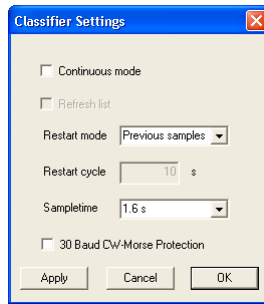 Classifier Settings
Continuous mode
Refresh list
Restart mode Previous samples
Restart cycle 10 s
Sampletime 1.6 s
30 Baud CW-Morse Protection
Apply Cancel OK